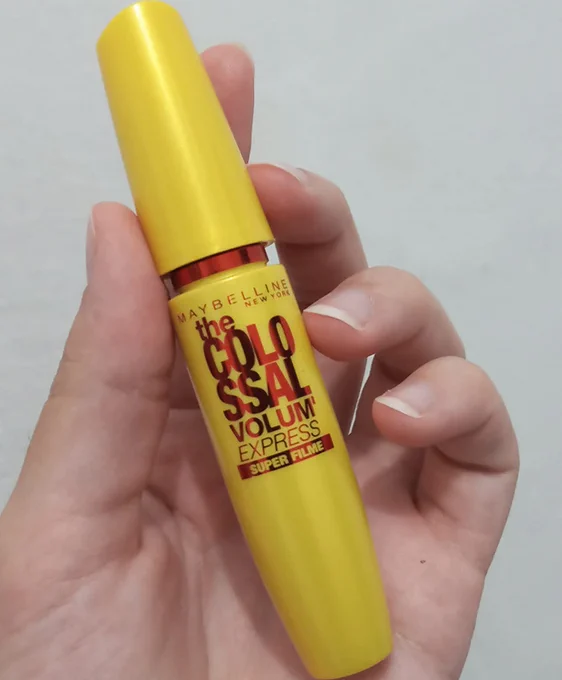 MAYBELLINE
NEW YORK
the
COLO
SSAL
VOLUM'
EXPRESS
SUPER FILME